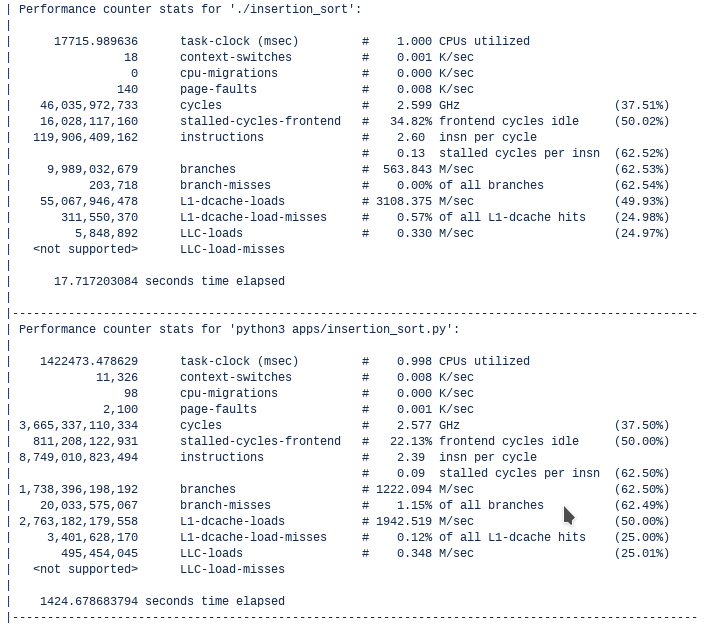 | Performance counter stats for './insertion_sort':
|
|      17715.989636      task-clock (msec)         #    1.000 CPUs utilized
|                18      context-switches          #    0.001 K/sec
|                 0      cpu-migrations            #    0.000 K/sec
|               140      page-faults               #    0.008 K/sec
|    46,035,972,733      cycles                    #    2.599 GHz                      (37.51%)
|    16,028,117,160      stalled-cycles-frontend   #   34.82% frontend cycles idle     (50.02%)
|   119,906,409,162      instructions              #    2.60  insn per cycle
|                                                  #    0.13  stalled cycles per insn  (62.52%)
|     9,989,032,679      branches                  #  563.843 M/sec                    (62.53%)
|           203,718      branch-misses             #    0.00% of all branches          (62.54%)
|    55,067,946,478      L1-dcache-loads           # 3108.375 M/sec                    (49.93%)
|       311,550,370      L1-dcache-load-misses     #    0.57% of all L1-dcache hits    (24.98%)
|         5,848,892      LLC-loads                 #    0.330 M/sec                    (24.97%)
|   <not supported>      LLC-load-misses
|
|      17.717203084 seconds time elapsed
|
|--------------------------------------------------------------------------------------------------
| Performance counter stats for 'python3 apps/insertion_sort.py':
|
|    1422473.478629      task-clock (msec)         #    0.998 CPUs utilized
|            11,326      context-switches          #    0.008 K/sec
|                98      cpu-migrations            #    0.000 K/sec
|             2,100      page-faults               #    0.001 K/sec
| 3,665,337,110,334      cycles                    #    2.577 GHz                      (37.50%)
|   811,208,122,931      stalled-cycles-frontend   #   22.13% frontend cycles idle     (50.00%)
| 8,749,010,823,494      instructions              #    2.39  insn per cycle
|                                                  #    0.09  stalled cycles per insn  (62.50%)
| 1,738,396,198,192      branches                  # 1222.094 M/sec                    (62.50%)
|    20,033,575,067      branch-misses             #    1.15% of all branches          (62.49%)
| 2,763,182,179,558      L1-dcache-loads           # 1942.519 M/sec                    (50.00%)
|     3,401,628,170      L1-dcache-load-misses     #    0.12% of all L1-dcache hits    (25.00%)
|       495,454,045      LLC-loads                 #    0.348 M/sec                    (25.01%)
|   <not supported>      LLC-load-misses
|
|    1424.678683794 seconds time elapsed
|--------------------------------------------------------------------------------------------------